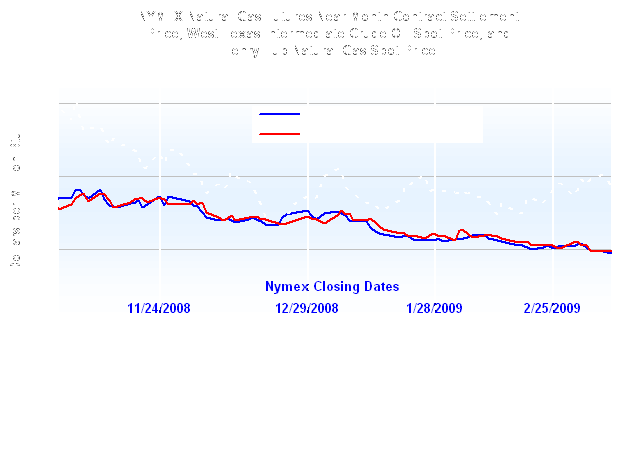 NYMEX Natural Gas Futures Near Month Contract Settlement
Price, West Texas Intermediate Crude Oil Spot Price, and
Henry Hub Natural Gas Spot Price
Nymex Closing Dates
11/24/2008 12/29/2008 1/28/2009 2/25/2009